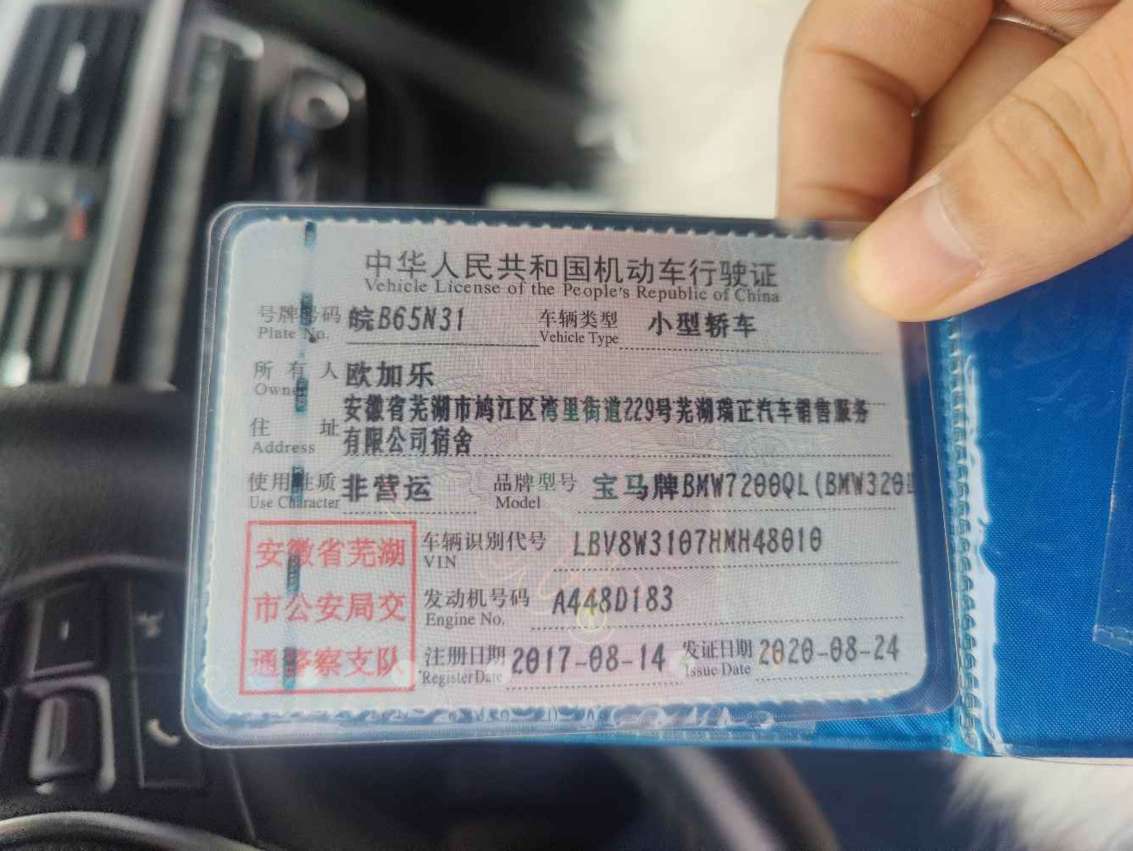 中华人民共和国机动车行驶证
Vehicle License of the People's Republic of China
号牌号码 皖B65N31 车辆类型 小型轿车
Plate No. Vehicle Type
所有人 欧加乐
Owner
安徽省芜湖市鸠江区湾里街道229号芜湖瑞正汽车销售服务
住址 有限公司宿舍
Address
使用性质 非营运 品牌型号 宝马牌BMW7200QL(BMW320
Use Character Model
安徽省芜湖 车辆识别代号 LBV8W3107HMH48010
VIN
市公安局交 发动机号码 A448D183
Engine No.
通警察支队 注册日期 2017-08-14 发证日期 2020-08-24
Register Date Issue Date